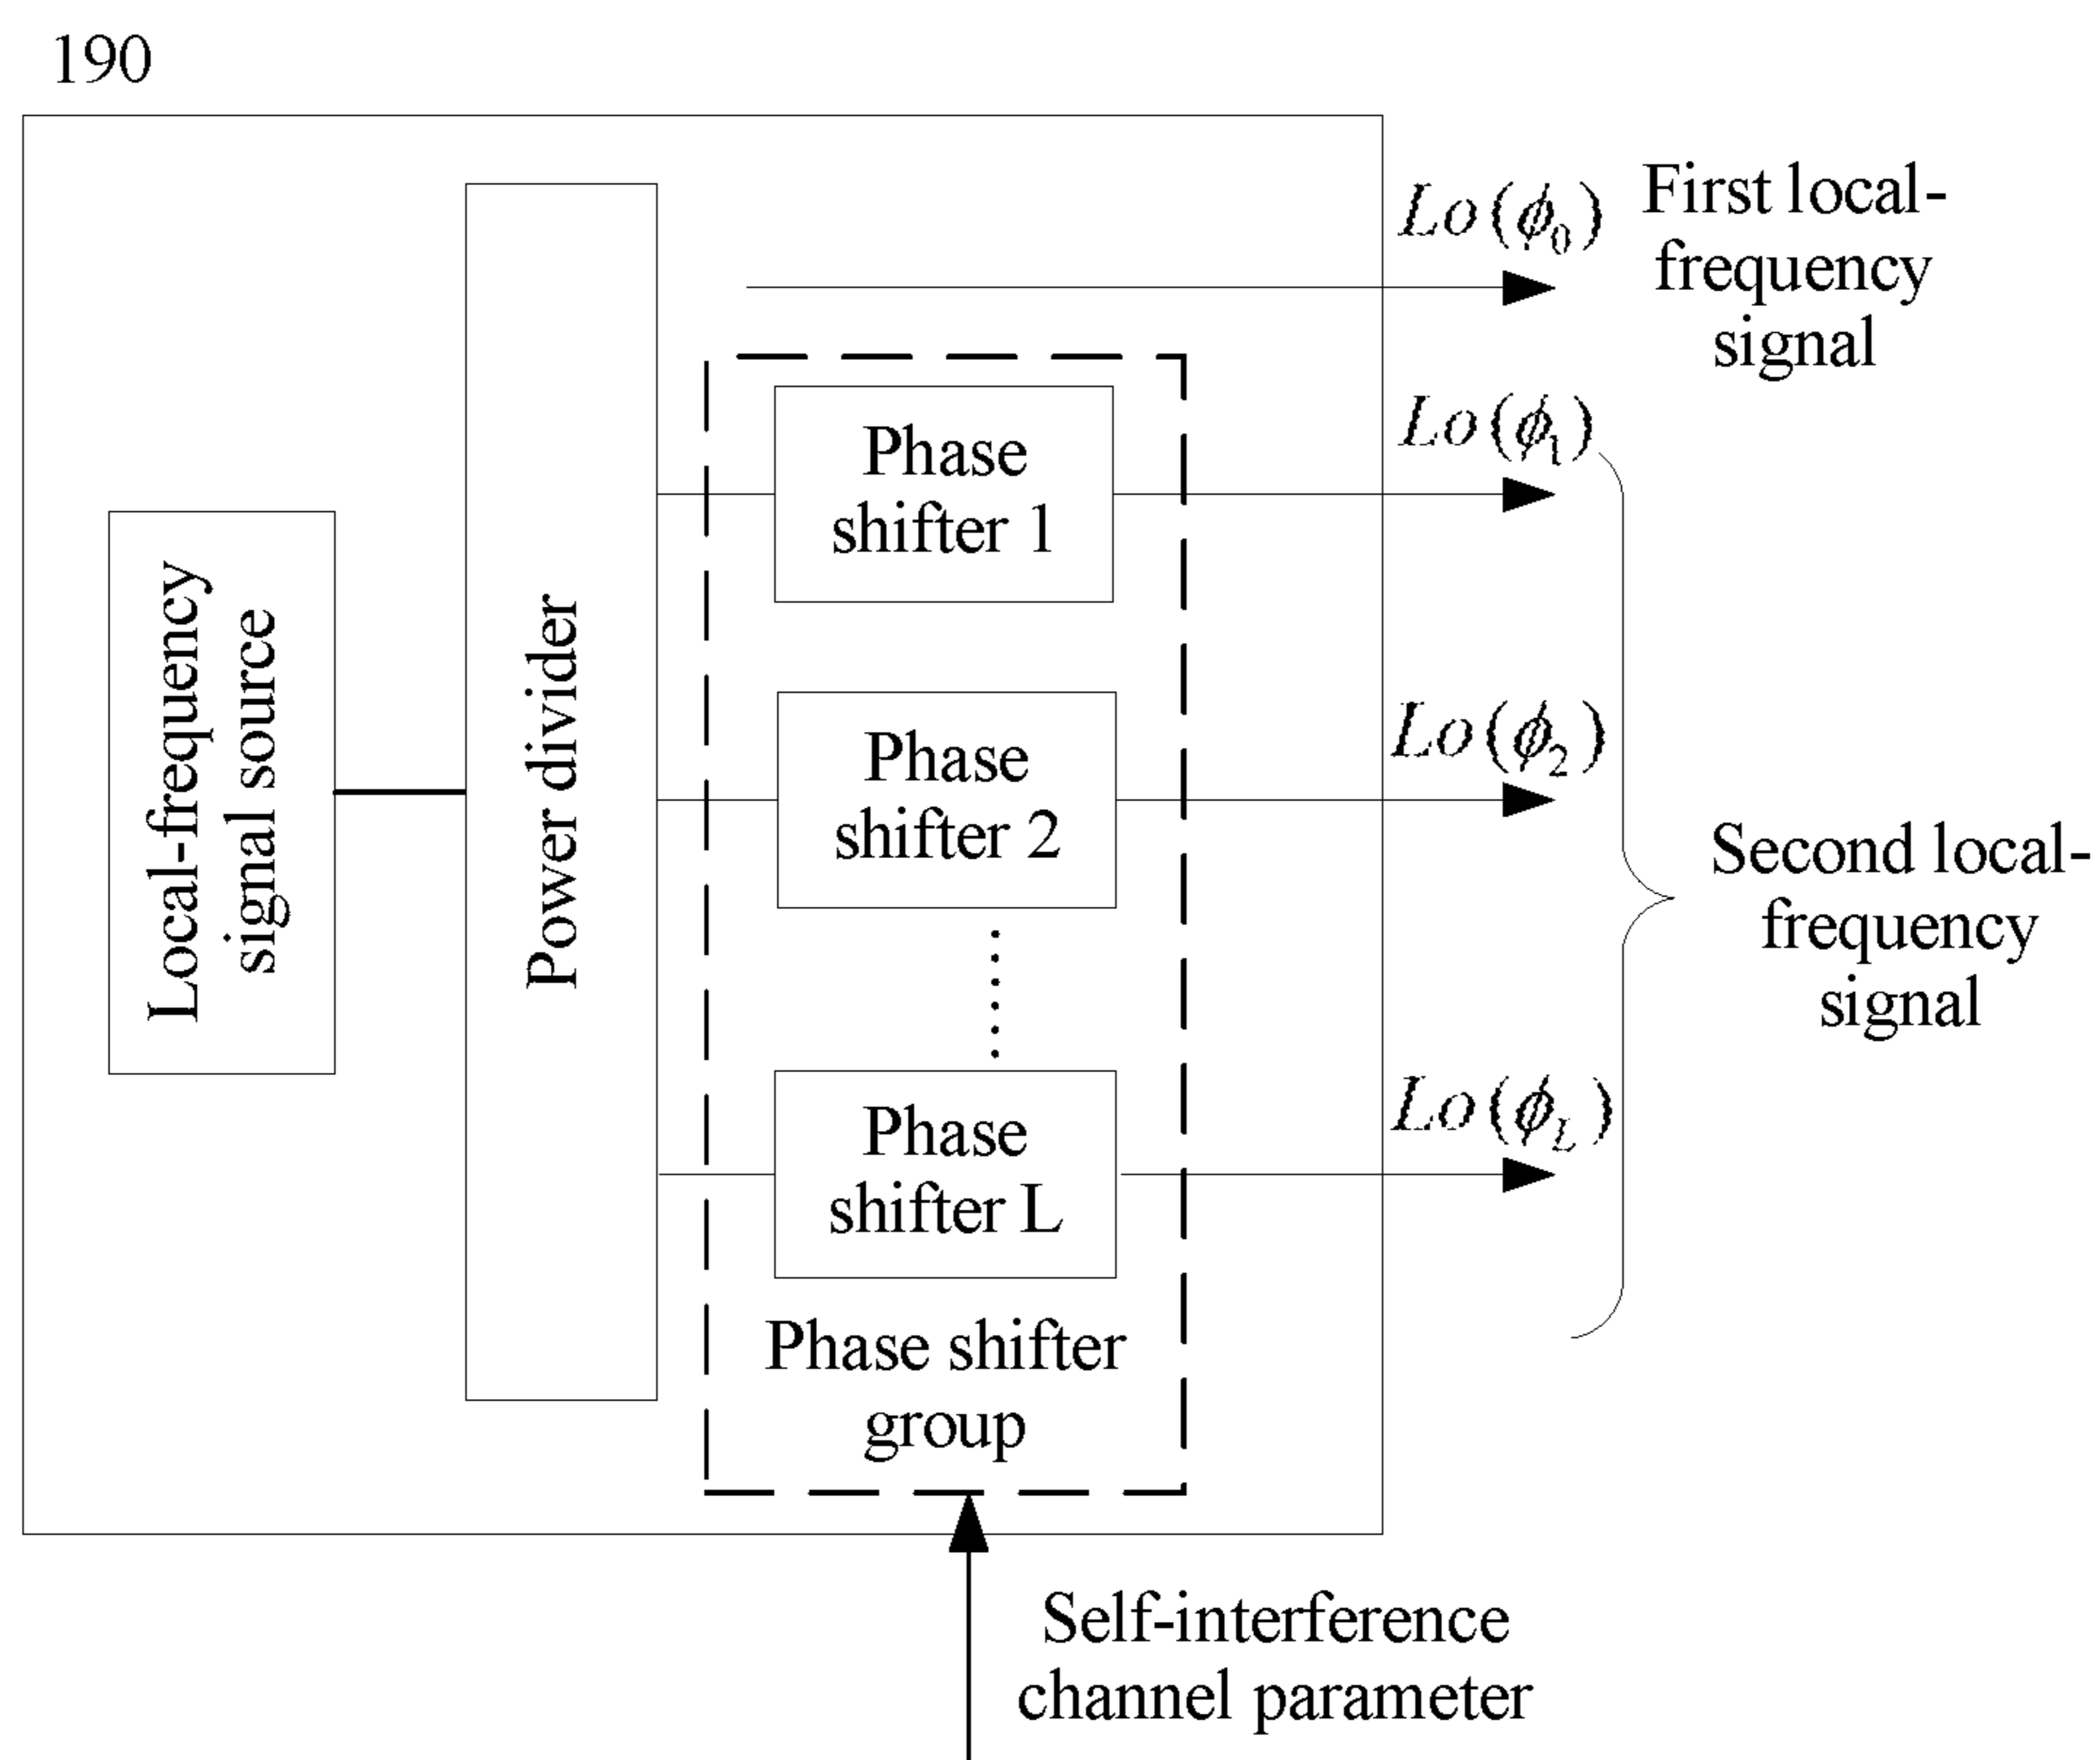 190
Local-frequency
signal source
Power divider
Phase
shifter 1
Phase
shifter 2
Phase
shifter L
Phase shifter
group
Lo(ϕ₀)
First local-
frequency
signal
Lo(ϕ₁)
Lo(ϕ₂)
Lo(ϕ_L)
Second local-
frequency
signal
Self-interference
channel parameter